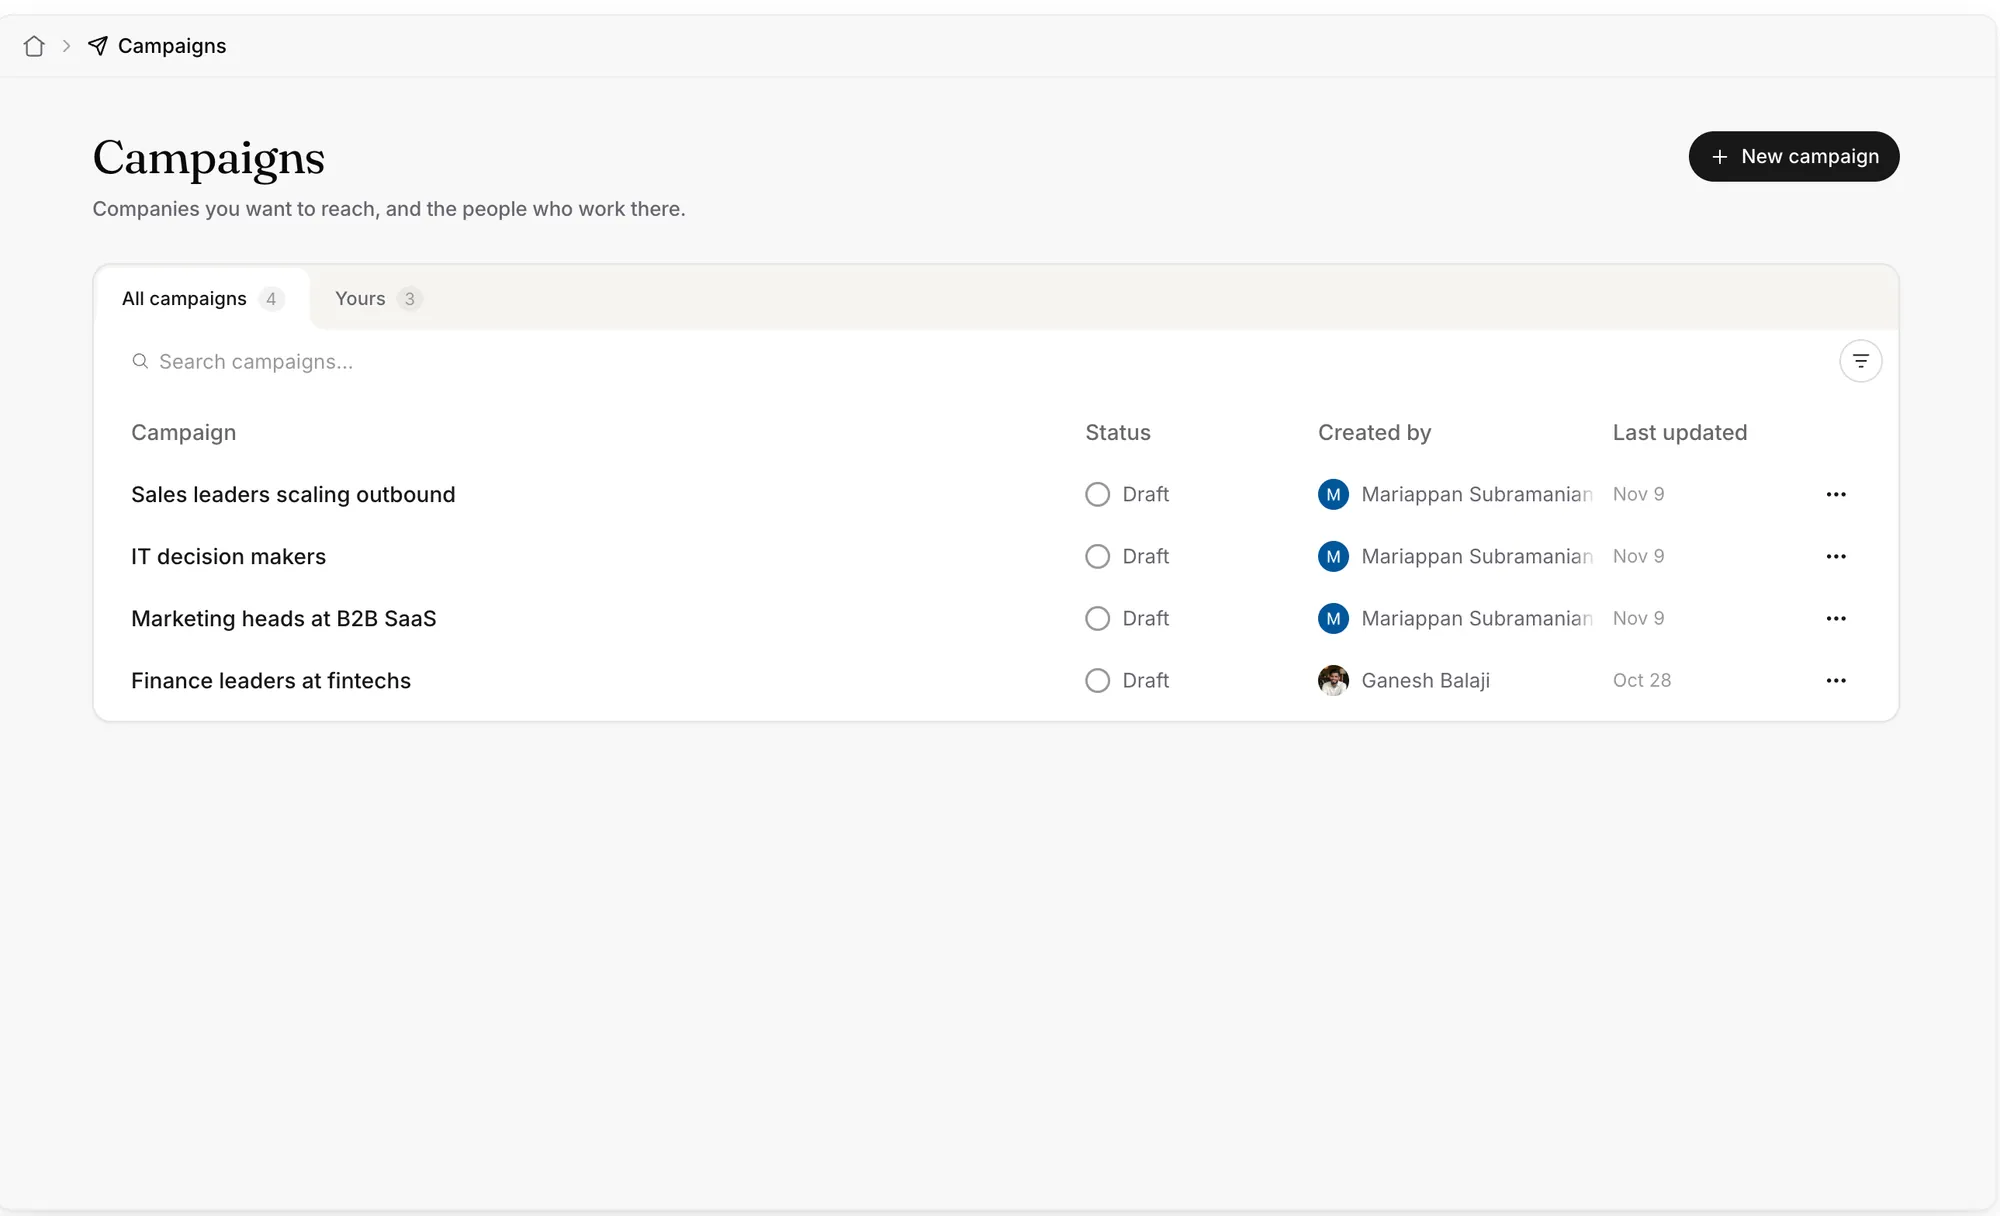 Campaigns
Campaigns
+ New campaign
Companies you want to reach, and the people who work there.
All campaigns 4 Yours 3
Search campaigns...
Campaign Status Created by Last updated
Sales leaders scaling outbound Draft M Mariappan Subramanian Nov 9
IT decision makers Draft M Mariappan Subramanian Nov 9
Marketing heads at B2B SaaS Draft M Mariappan Subramanian Nov 9
Finance leaders at fintechs Draft Ganesh Balaji Oct 28